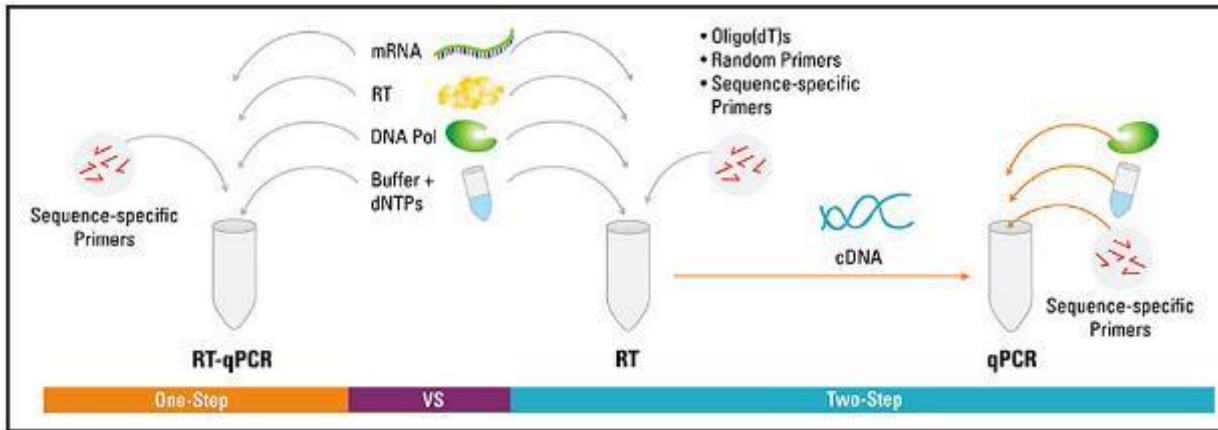 mRNA
RT
DNA Pol
Buffer +
dNTPs
Sequence-specific
Primers
• Oligo(dT)s
• Random Primers
• Sequence-specific
Primers
cDNA
Sequence-specific
Primers
RT-qPCR
RT
qPCR
One-Step
VS
Two-Step